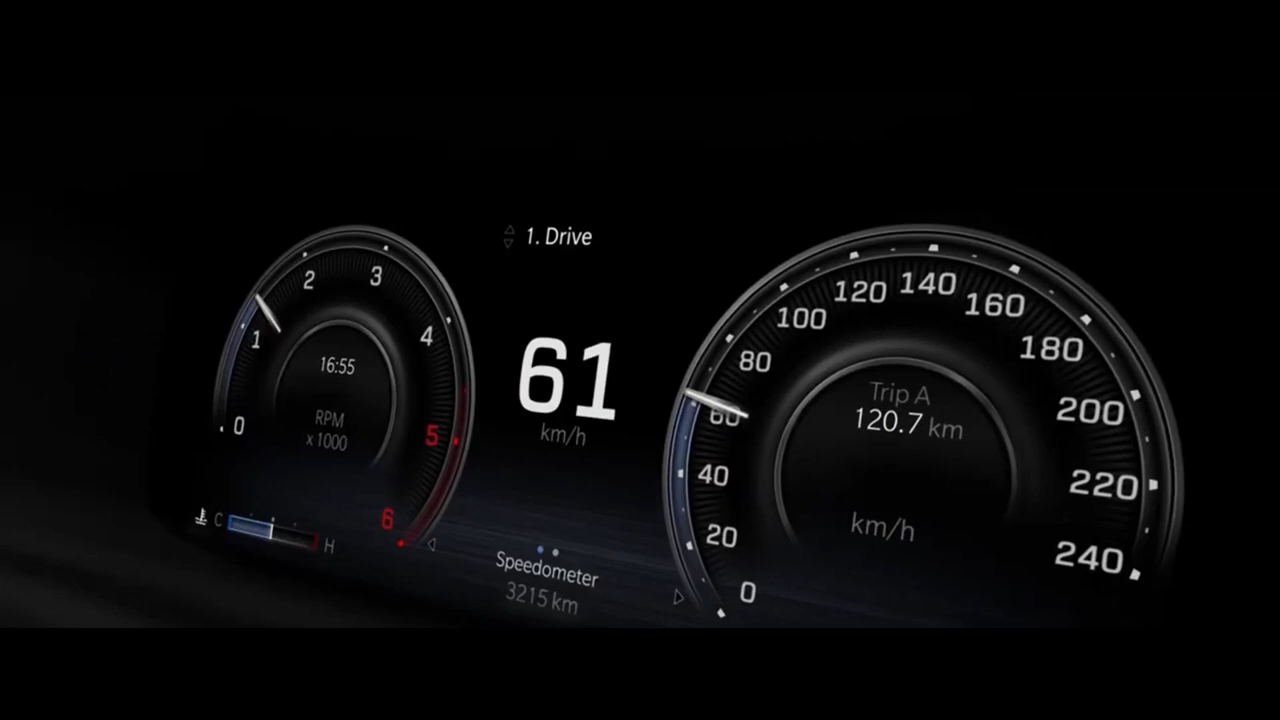 1. Drive
0
1
2
3
4
5
6
16:55
RPM
x 1000
C
H
61
km/h
Speedometer
3215 km
0
20
40
60
80
100
120
140
160
180
200
220
240
Trip A
120.7 km
km/h